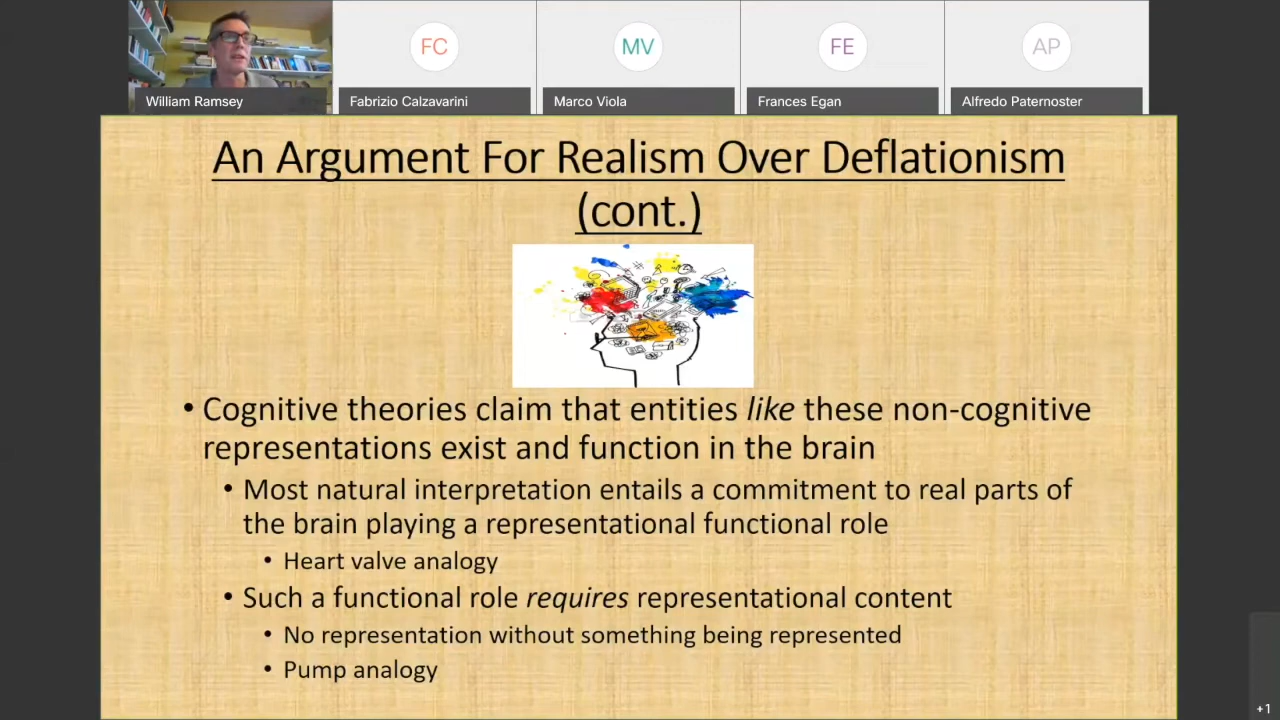 FC
MV
FE
AP
William Ramsey
Fabrizio Calzavarini
Marco Viola
Frances Egan
Alfredo Paternoster
An Argument For Realism Over Deflationism
(cont.)
• Cognitive theories claim that entities like these non-cognitive
representations exist and function in the brain
• Most natural interpretation entails a commitment to real parts of
the brain playing a representational functional role
• Heart valve analogy
• Such a functional role requires representational content
• No representation without something being represented
• Pump analogy
+1